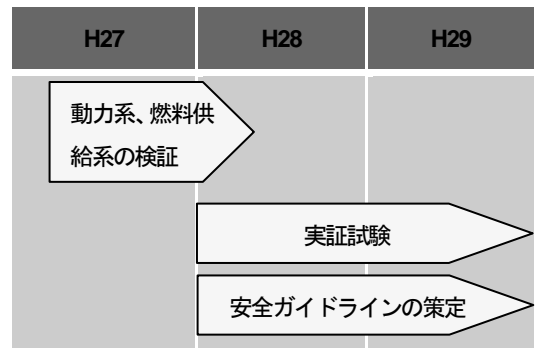 H27 H28 H29
動力系、燃料供
給系の検証
実証試験
安全ガイドラインの策定